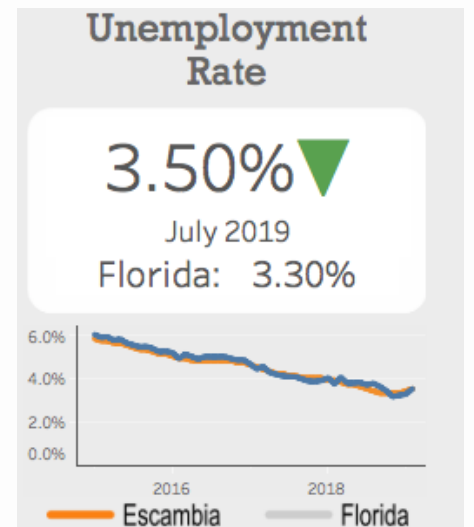 Unemployment
Rate
3.50%
July 2019
Florida: 3.30%
6.0%
4.0%
2.0%
0.0%
2016 2018
Escambia Florida